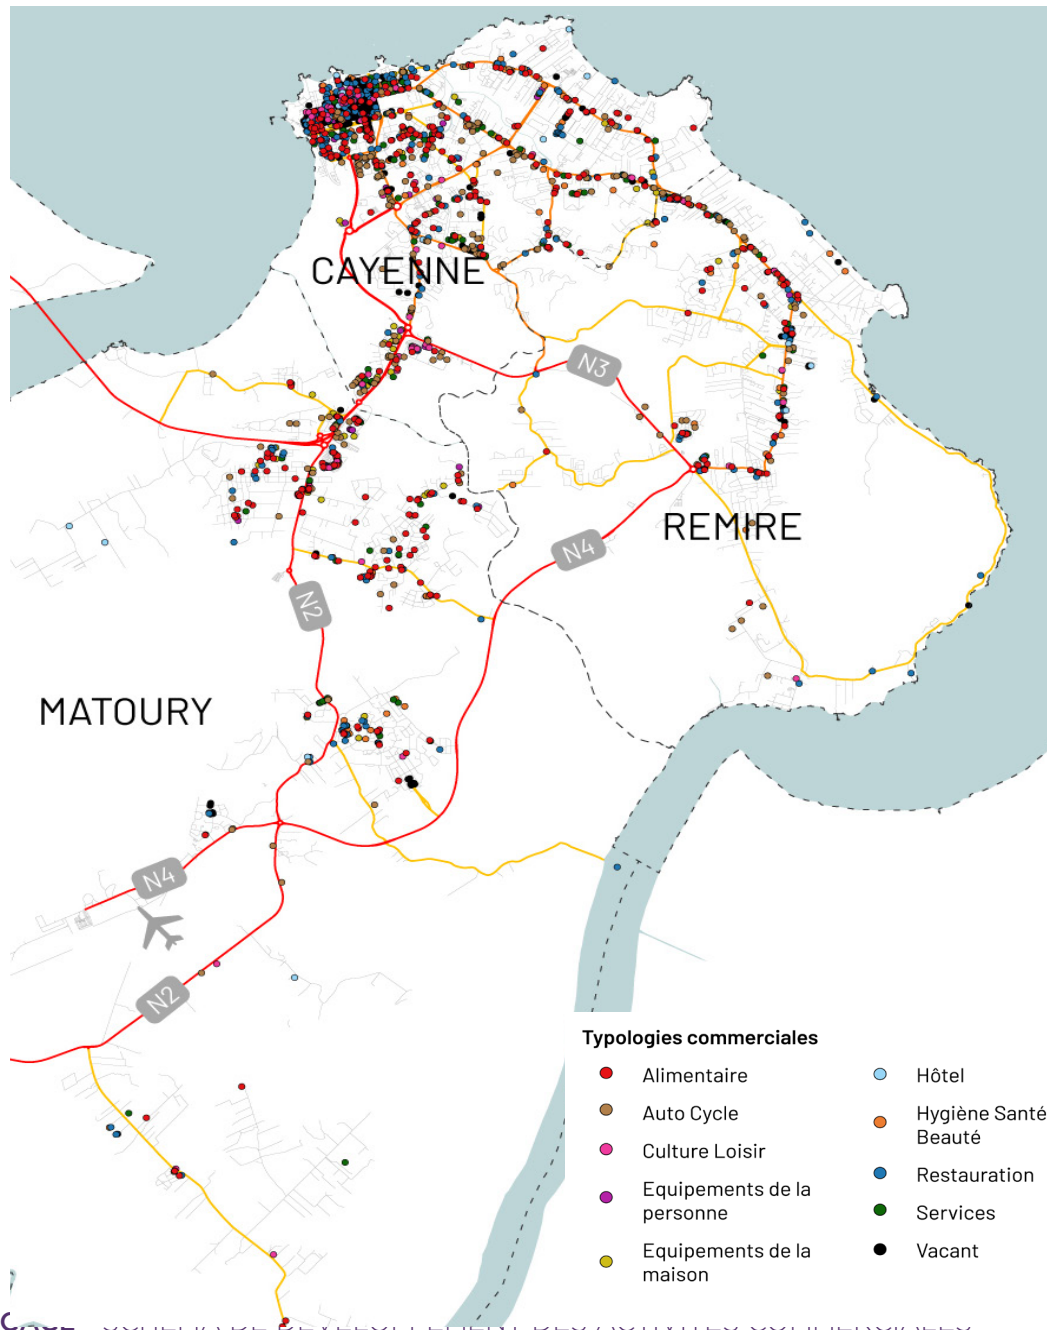 CAYENNE
N3
N4
REMIRE
N2
MATOURY
N4
N2
Typologies commerciales
Alimentaire
Auto Cycle
Culture Loisir
Equipements de la
personne
Equipements de la
maison
Hôtel
Hygiène Santé
Beauté
Restauration
Services
Vacant